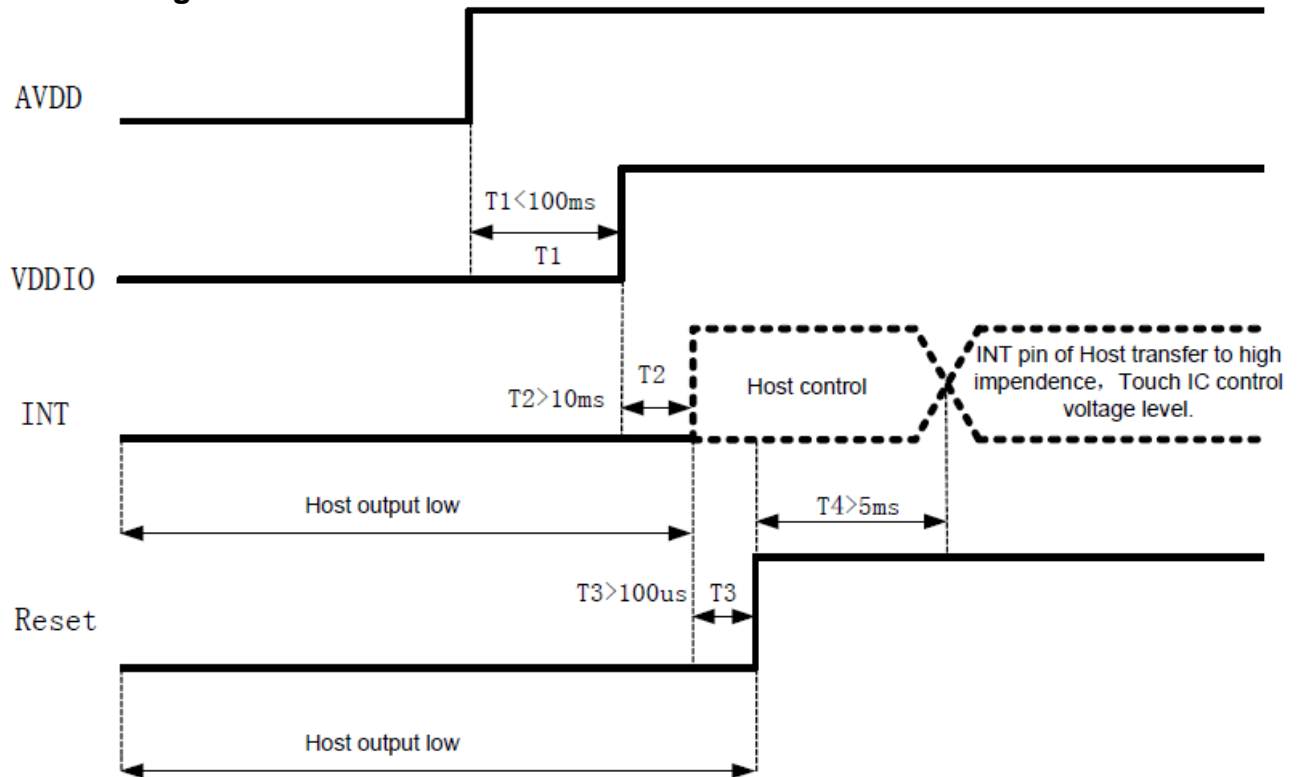 AVDD
T1<100ms
T1
VDDIO
INT pin of Host transfer to high
impendence, Touch IC control
voltage level.
T2
Host control
T2>10ms
INT
Host output low
T4>5ms
T3>100us
T3
Reset
Host output low